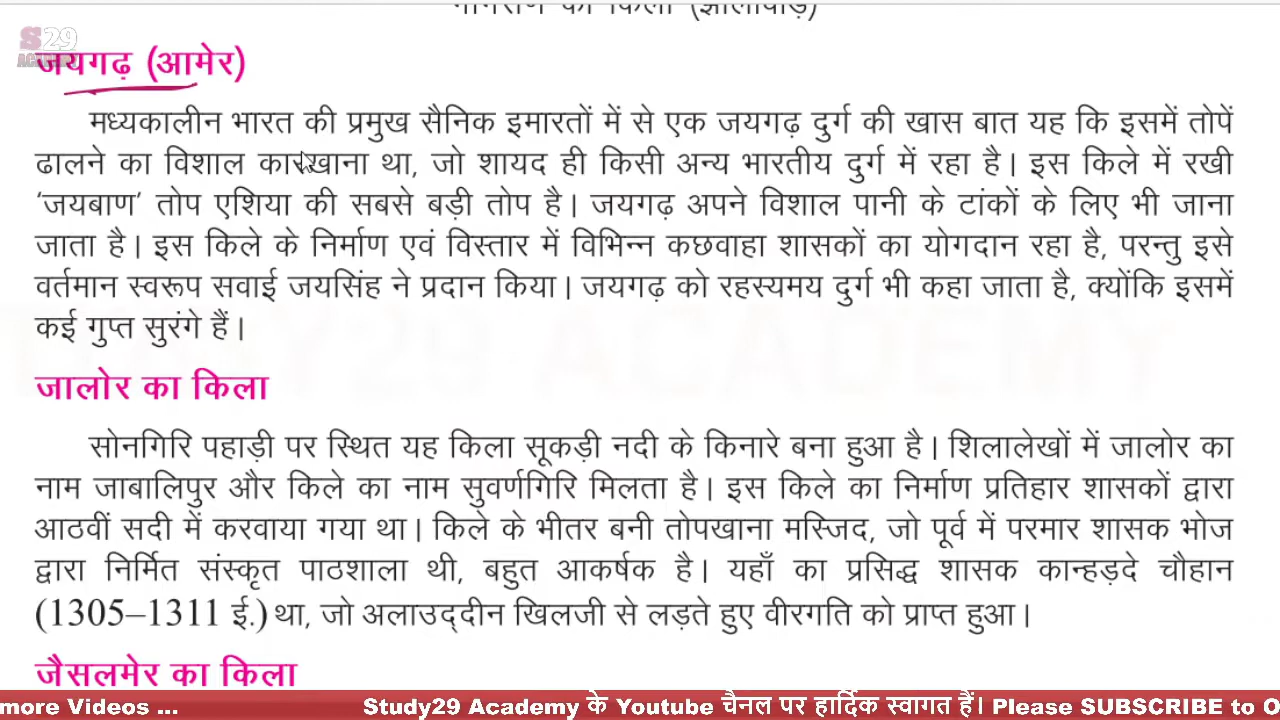 गागरोण का किला (झालावाड़)
S29
ACADEMY
जयगढ़ (आमेर)
मध्यकालीन भारत की प्रमुख सैनिक इमारतों में से एक जयगढ़ दुर्ग की खास बात यह कि इसमें तोपें
ढालने का विशाल कारखाना था, जो शायद ही किसी अन्य भारतीय दुर्ग में रहा है। इस किले में रखी
‘जयबाण’ तोप एशिया की सबसे बड़ी तोप है। जयगढ़ अपने विशाल पानी के टांकों के लिए भी जाना
जाता है। इस किले के निर्माण एवं विस्तार में विभिन्न कछवाहा शासकों का योगदान रहा है, परन्तु इसे
वर्तमान स्वरूप सवाई जयसिंह ने प्रदान किया। जयगढ़ को रहस्यमय दुर्ग भी कहा जाता है, क्योंकि इसमें
कई गुप्त सुरंगे हैं।
जालोर का किला
सोनगिरि पहाड़ी पर स्थित यह किला सूकड़ी नदी के किनारे बना हुआ है। शिलालेखों में जालोर का
नाम जाबालिपुर और किले का नाम सुवर्णगिरि मिलता है। इस किले का निर्माण प्रतिहार शासकों द्वारा
आठवीं सदी में करवाया गया था। किले के भीतर बनी तोपखाना मस्जिद, जो पूर्व में परमार शासक भोज
द्वारा निर्मित संस्कृत पाठशाला थी, बहुत आकर्षक है। यहाँ का प्रसिद्ध शासक कान्हड़दे चौहान
(1305–1311 ई.) था, जो अलाउद्दीन खिलजी से लड़ते हुए वीरगति को प्राप्त हुआ।
जैसलमेर का किला
more Videos ... Study29 Academy के Youtube चैनल पर हार्दिक स्वागत हैं। Please SUBSCRIBE to O